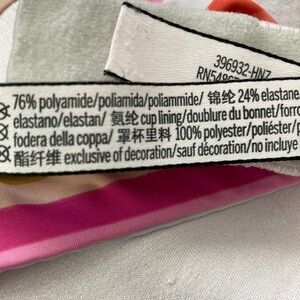 396932-HNZ
76% polyamide/poliamida/poliammide/ 锦纶 24% elastane/
elastano/elastan/ 氨纶 cup lining/doublure du bonnet/forro
fodera della coppa/ 罩杯里料 100% polyester/poliéster/
酯纤维 exclusive of decoration/sauf décoration/no incluye